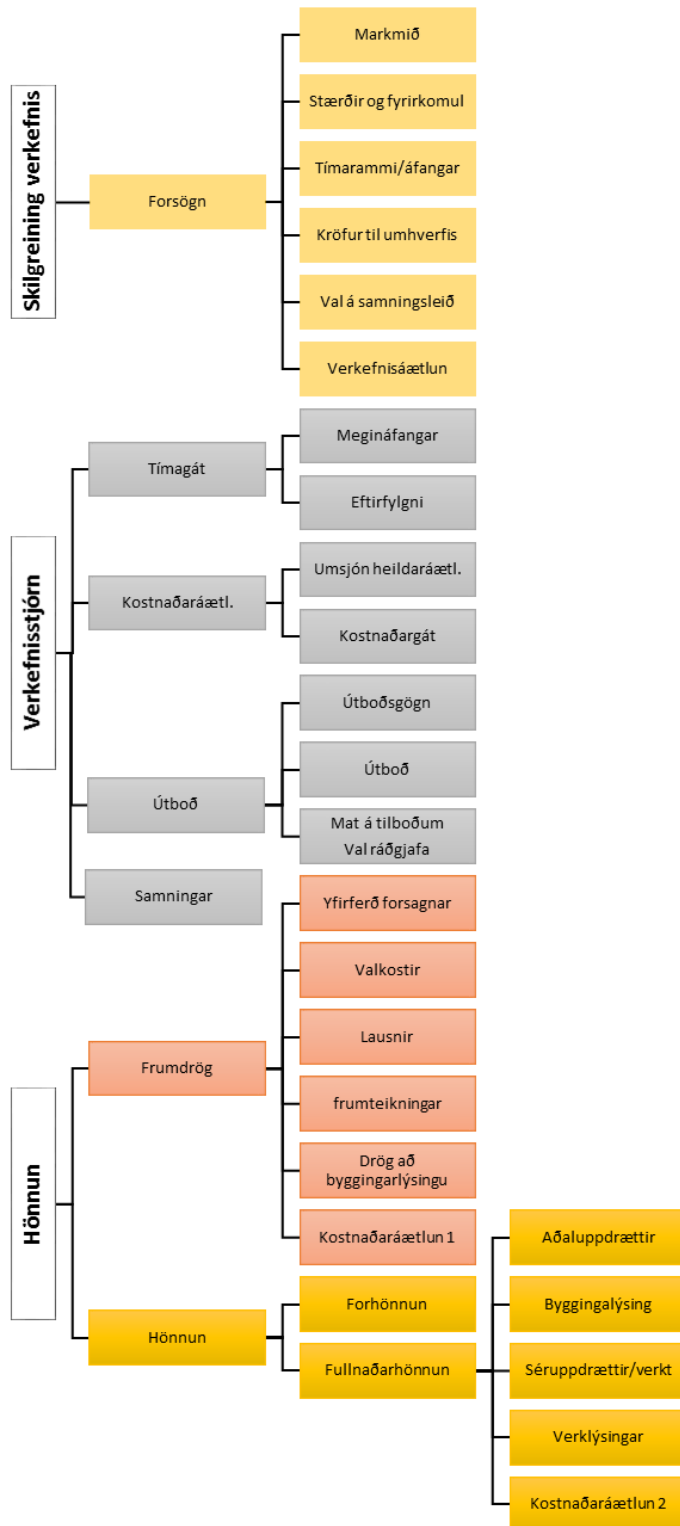 Skilgreining verkefnis
Forsögn
Markmið
Stærðir og fyrirkomul
Tímarammi/áfangar
Kröfur til umhverfis
Val á samningsleið
Verkefnisáætlun
Verkefnisstjórn
Tímagát
Megináfangar
Eftirfylgni
Kostnaðaráætl.
Umsjón heildaráætl.
Kostnaðargát
Útboð
Útboðsgögn
Útboð
Mat á tilboðum
Val ráðgjafa
Samningar
Hönnun
Frumdrög
Yfirferð forsagnar
Valkostir
Lausnir
frumteikningar
Drög að
byggingarlýsingu
Kostnaðaráætlun 1
Hönnun
Forhönnun
Fullnaðarhönnun
Aðaluppdrættir
Byggingalýsing
Séruppdrættir/verkt
Verklýsingar
Kostnaðaráætlun 2